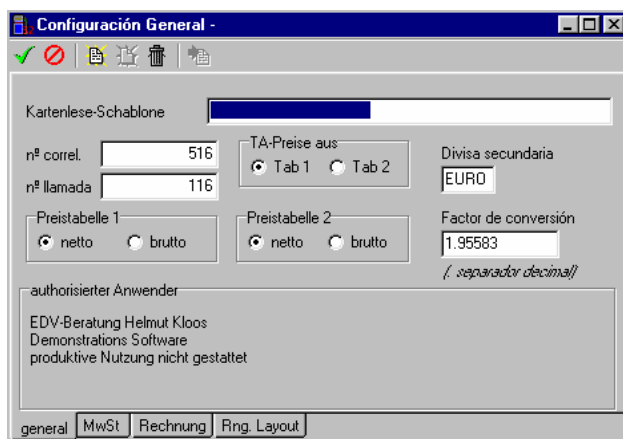 Configuración General -
Kartenlese-Schablone
nº correl. 516
nº llamada 116
TA-Preise aus
Tab 1 Tab 2
Divisa secundaria
EURO
Preistabelle 1
netto brutto
Preistabelle 2
netto brutto
Factor de conversión
1.95583
(. separador decimal)
authorisierter Anwender
EDV-Beratung Helmut Kloos
Demonstrations Software
produktive Nutzung nicht gestattet
general MwSt Rechnung Rng. Layout